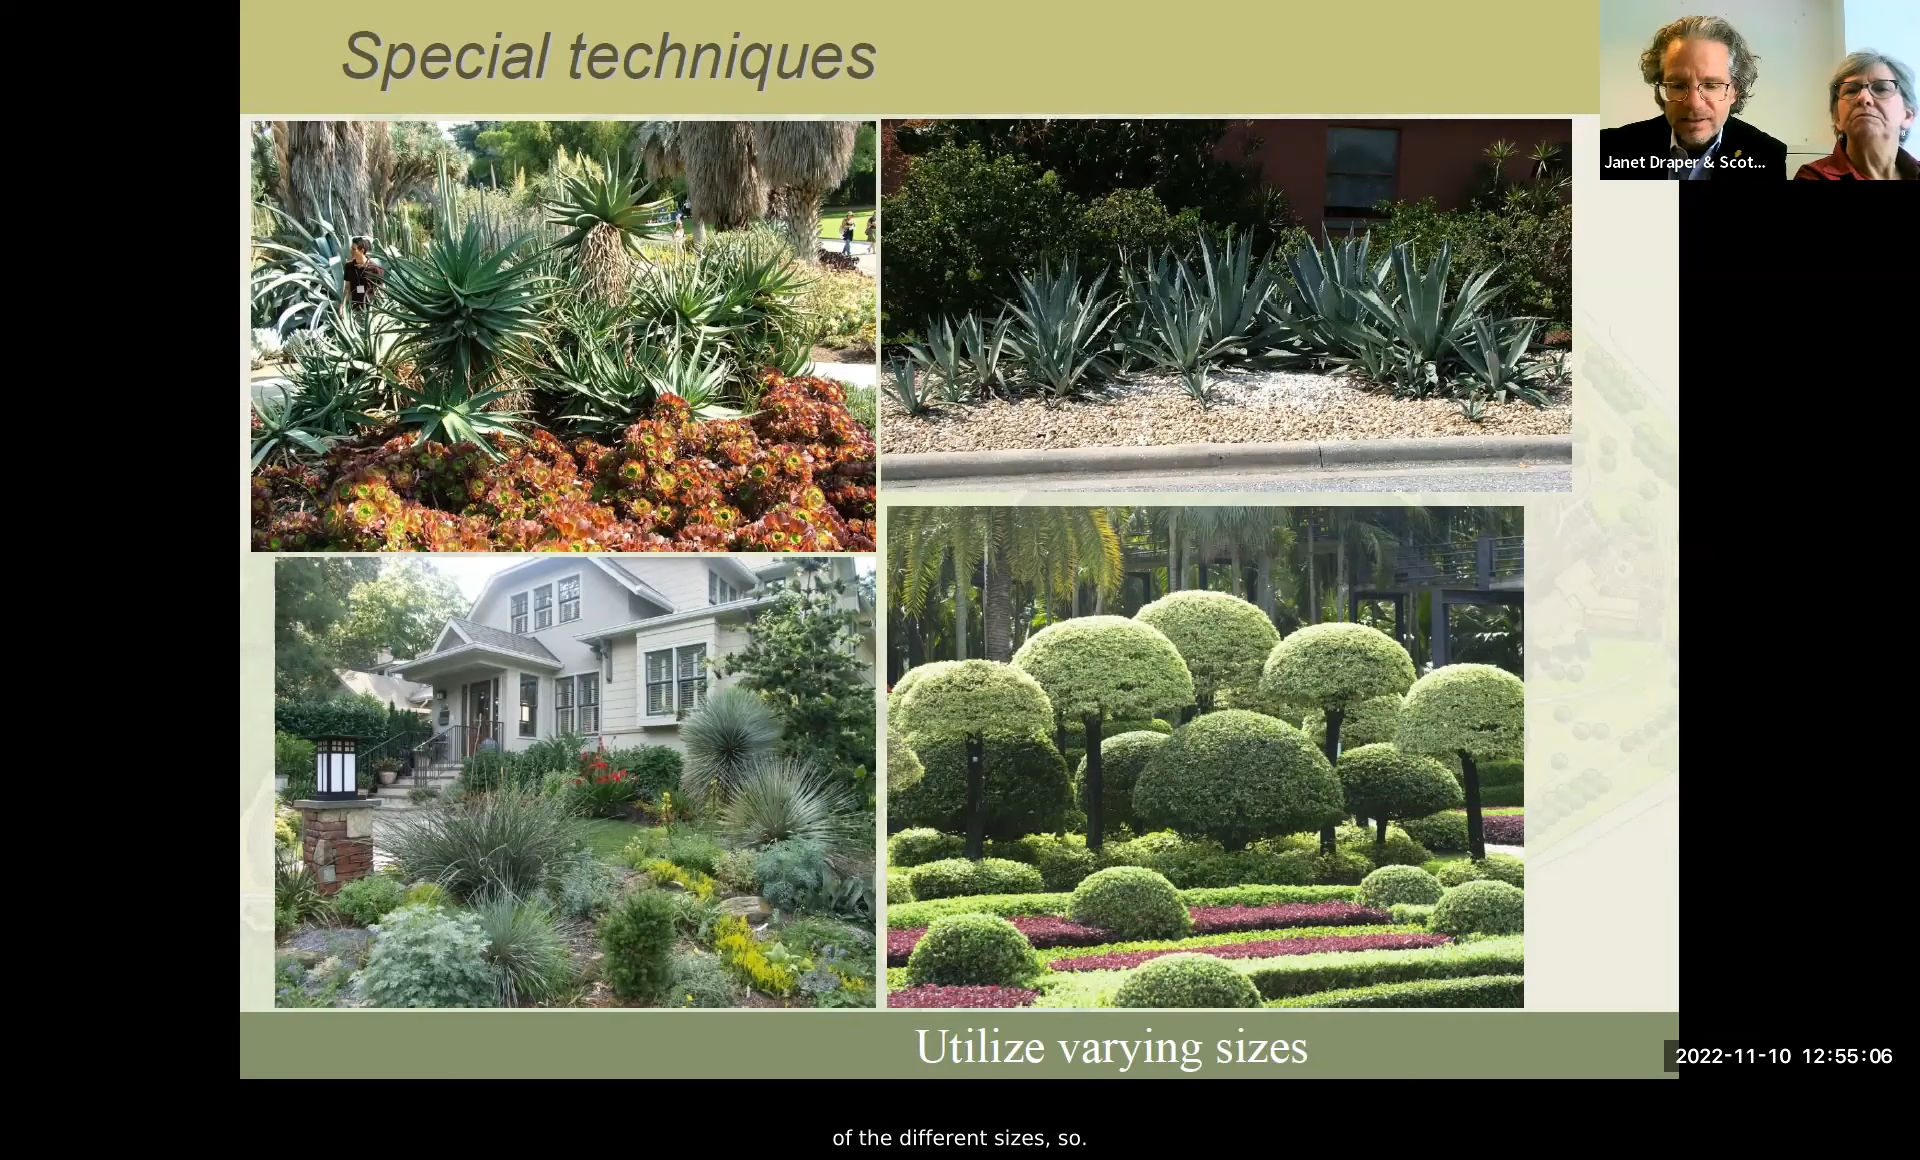 Special techniques
Janet Draper & Scot...
Utilize varying sizes
2022-11-10 12:55:06
of the different sizes, so.